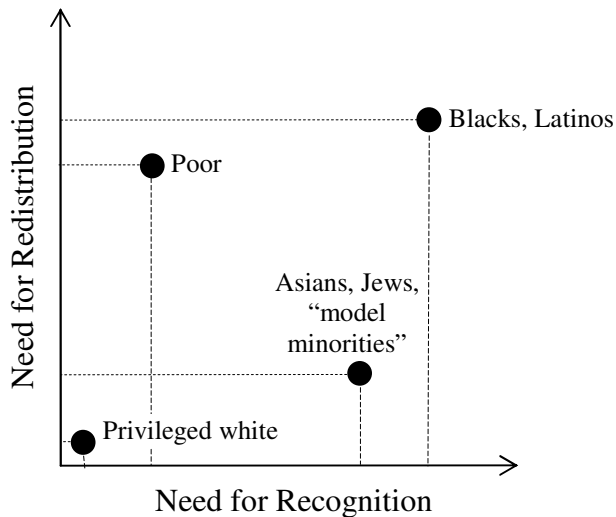 Need for Redistribution
Blacks, Latinos
Poor
Asians, Jews,
“model
minorities”
Privileged white
Need for Recognition